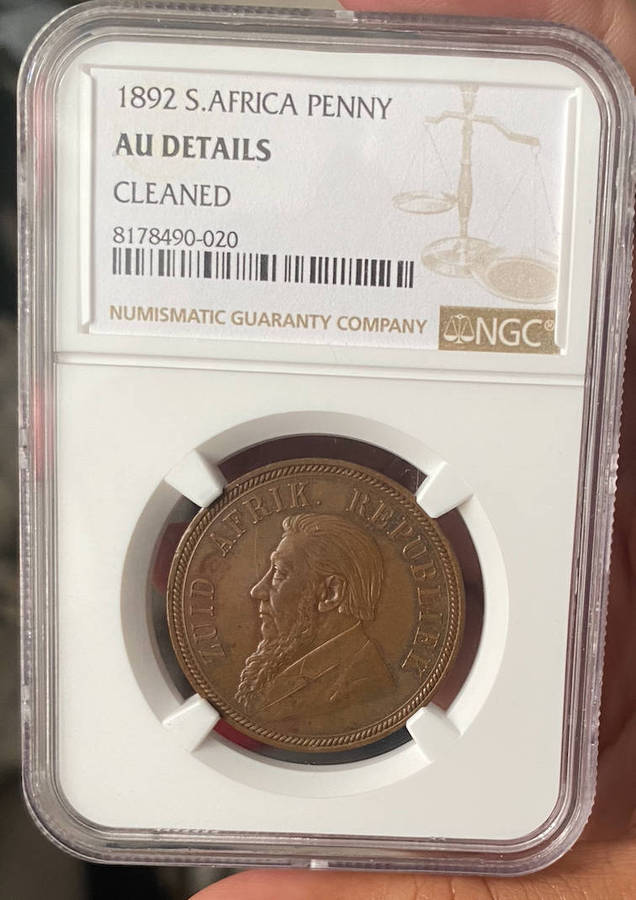 1892 S.AFRICA PENNY
AU DETAILS
CLEANED
8178490-020
NUMISMATIC GUARANTY COMPANY
NGC®
ZUID AFRIK. REPUBLIEK